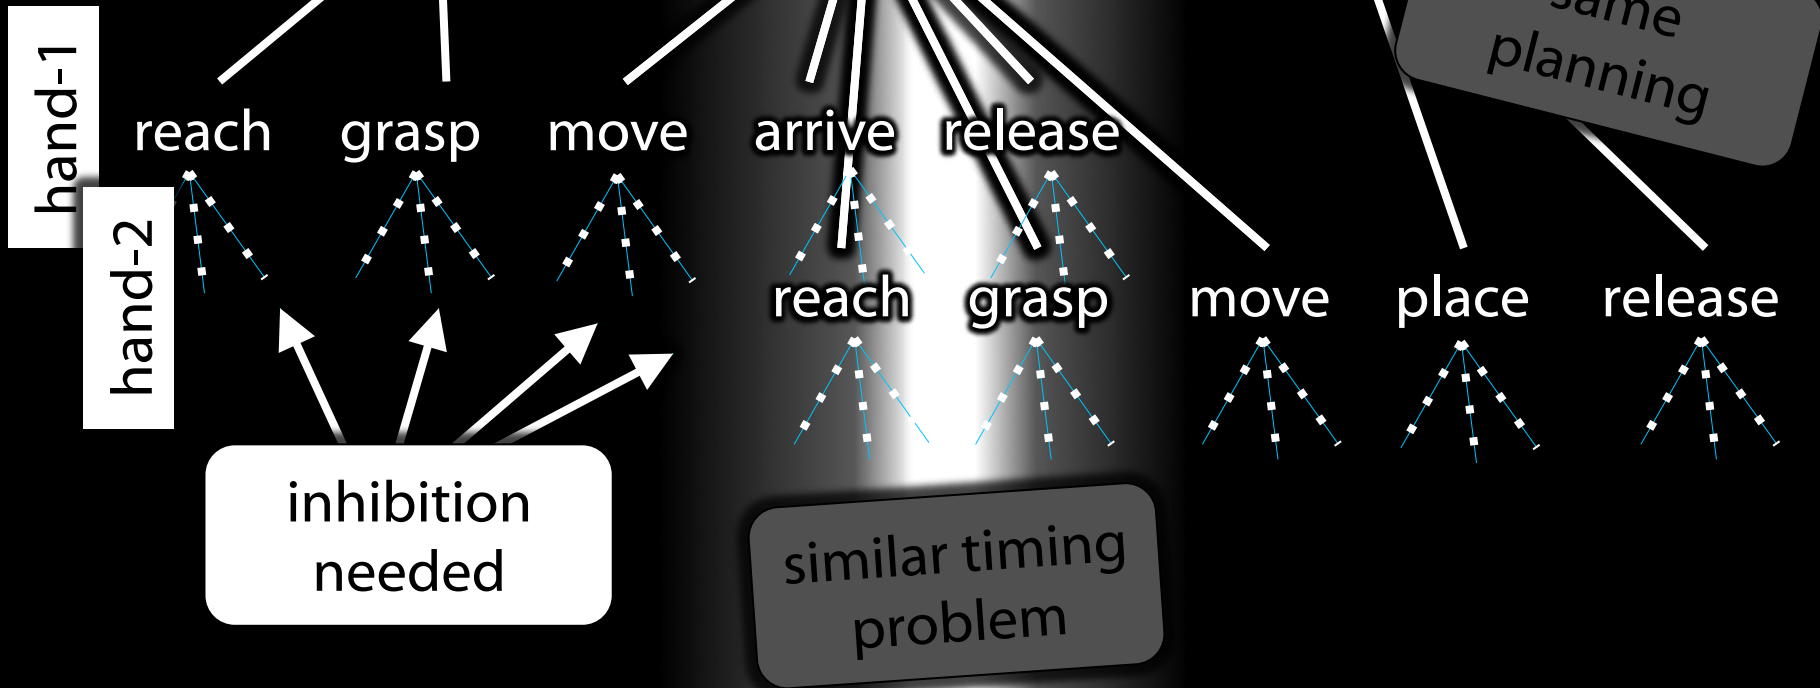 same
planning
hand-1
reach grasp move arrive release
hand-2
reach grasp move place release
inhibition
needed
similar timing
problem